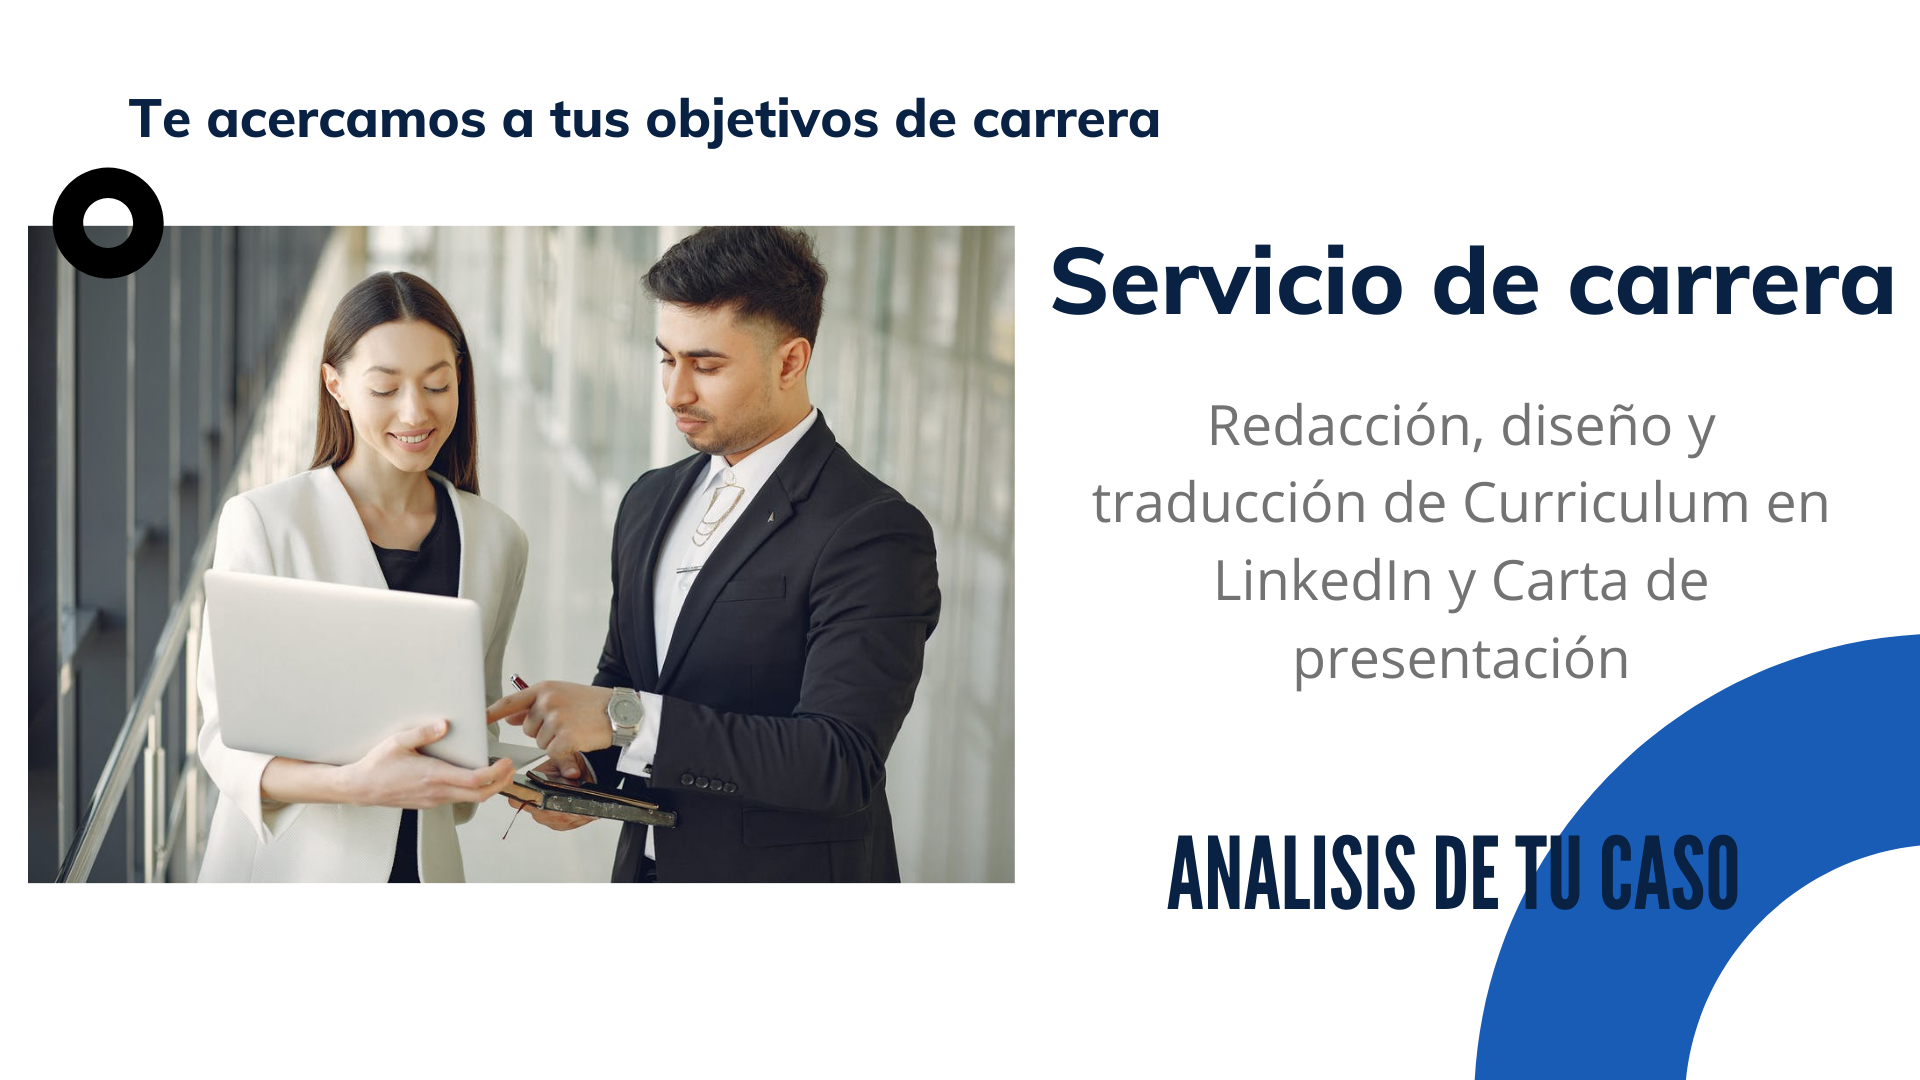 Te acercamos a tus objetivos de carrera
Servicio de carrera
Redacción, diseño y
traducción de Curriculum en
LinkedIn y Carta de
presentación
ANALISIS DE TU CASO